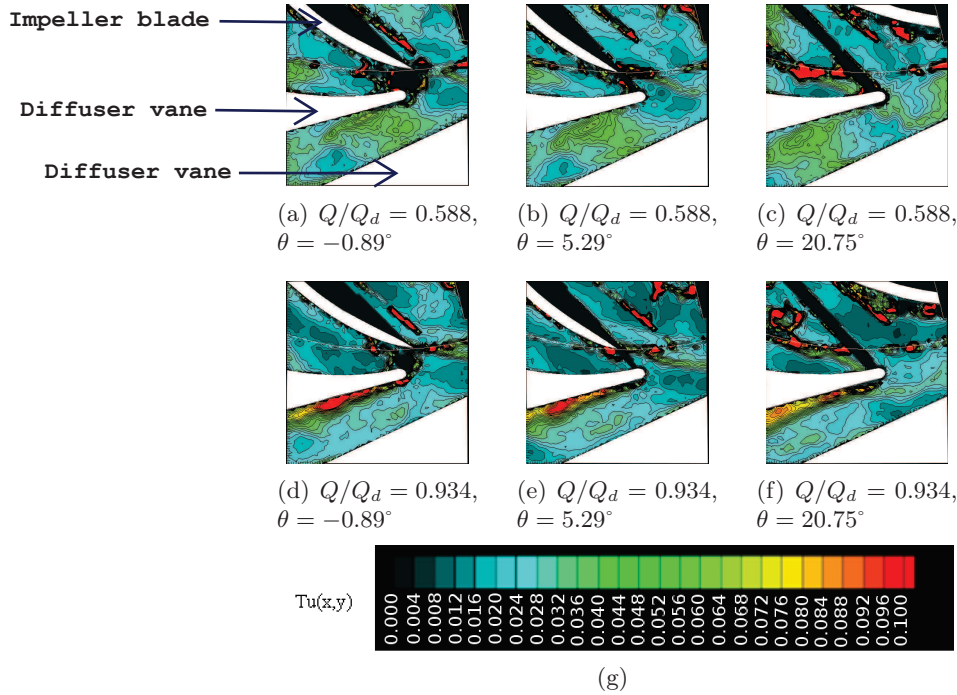 Impeller blade
Diffuser vane
Diffuser vane
(a) Q/Q_d = 0.588,
θ = −0.89°
(b) Q/Q_d = 0.588,
θ = 5.29°
(c) Q/Q_d = 0.588,
θ = 20.75°
(d) Q/Q_d = 0.934,
θ = −0.89°
(e) Q/Q_d = 0.934,
θ = 5.29°
(f) Q/Q_d = 0.934,
θ = 20.75°
Tu(x,y)
0.000
0.004
0.008
0.012
0.016
0.020
0.024
0.028
0.032
0.036
0.040
0.044
0.048
0.052
0.056
0.060
0.064
0.068
0.072
0.076
0.080
0.084
0.088
0.092
0.096
0.100
(g)